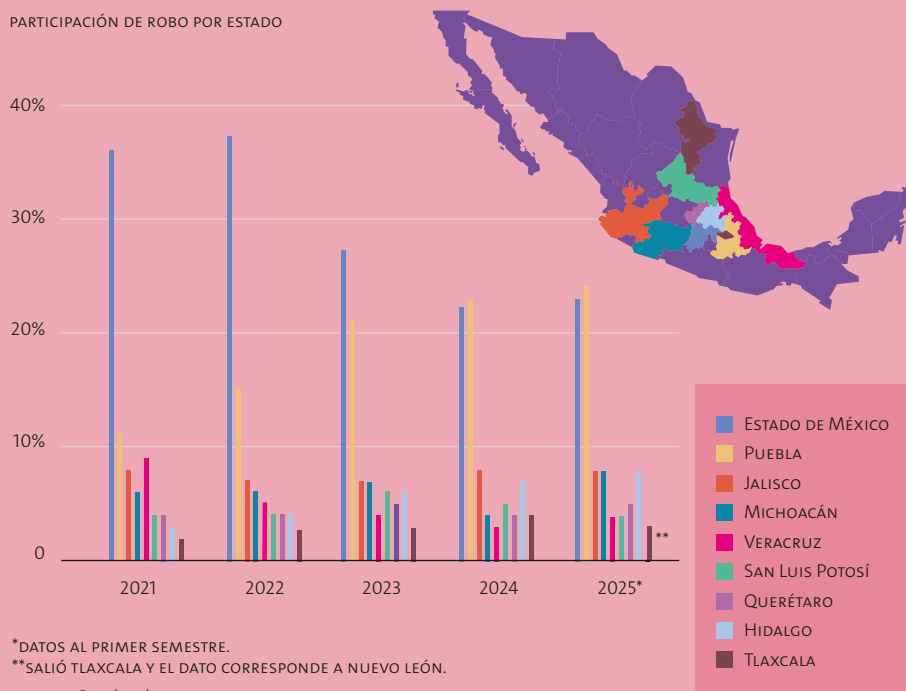 PARTICIPACIÓN DE ROBO POR ESTADO
40%
30%
20%
10%
0
2021
2022
2023
2024
2025*
**
Estado de México
Puebla
Jalisco
Michoacán
Veracruz
San Luis Potosí
Querétaro
Hidalgo
Tlaxcala
*DATOS AL PRIMER SEMESTRE.
**SALIÓ TLAXCALA Y EL DATO CORRESPONDE A NUEVO LEÓN.